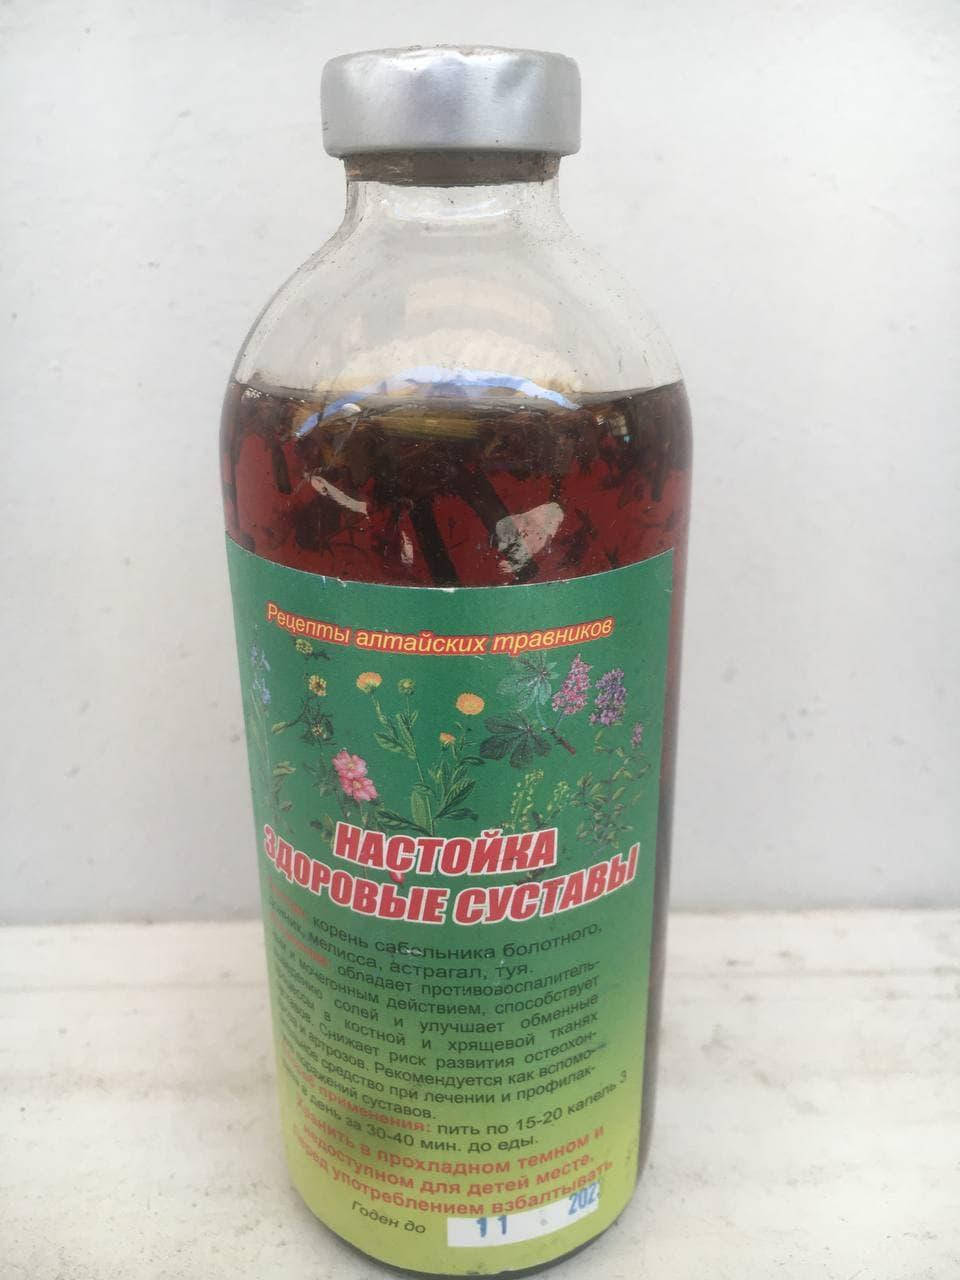 Рецепты алтайских травников
НАСТОЙКА
ЗДОРОВЫЕ СУСТАВЫ
корень сабельника болотного,
мелисса, астрагал, туя.
обладает противовоспалитель-
и мочегонным действием, способствует
солей и улучшает обменные
в костной и хрящевой тканях
Снижает риск развития остеохон-
и артрозов. Рекомендуется как вспомо-
средство при лечении и профилак-
поражений суставов.
применения: пить по 15-20 капель 3
в день за 30-40 мин. до еды.
Хранить в прохладном темном и
недоступном для детей месте.
перед употреблением взбалтывать
Годен до 11